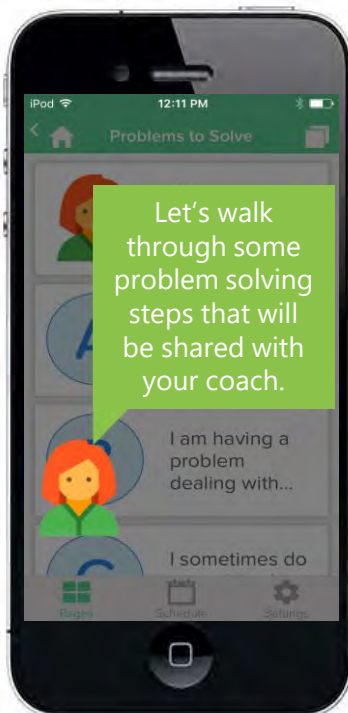 iPod
12:11 PM
Problems to Solve
Let's walk
through some
problem solving
steps that will
be shared with
your coach.
A
I am having a
problem
dealing with...
I sometimes do
C
Pages
Schedule
Settings